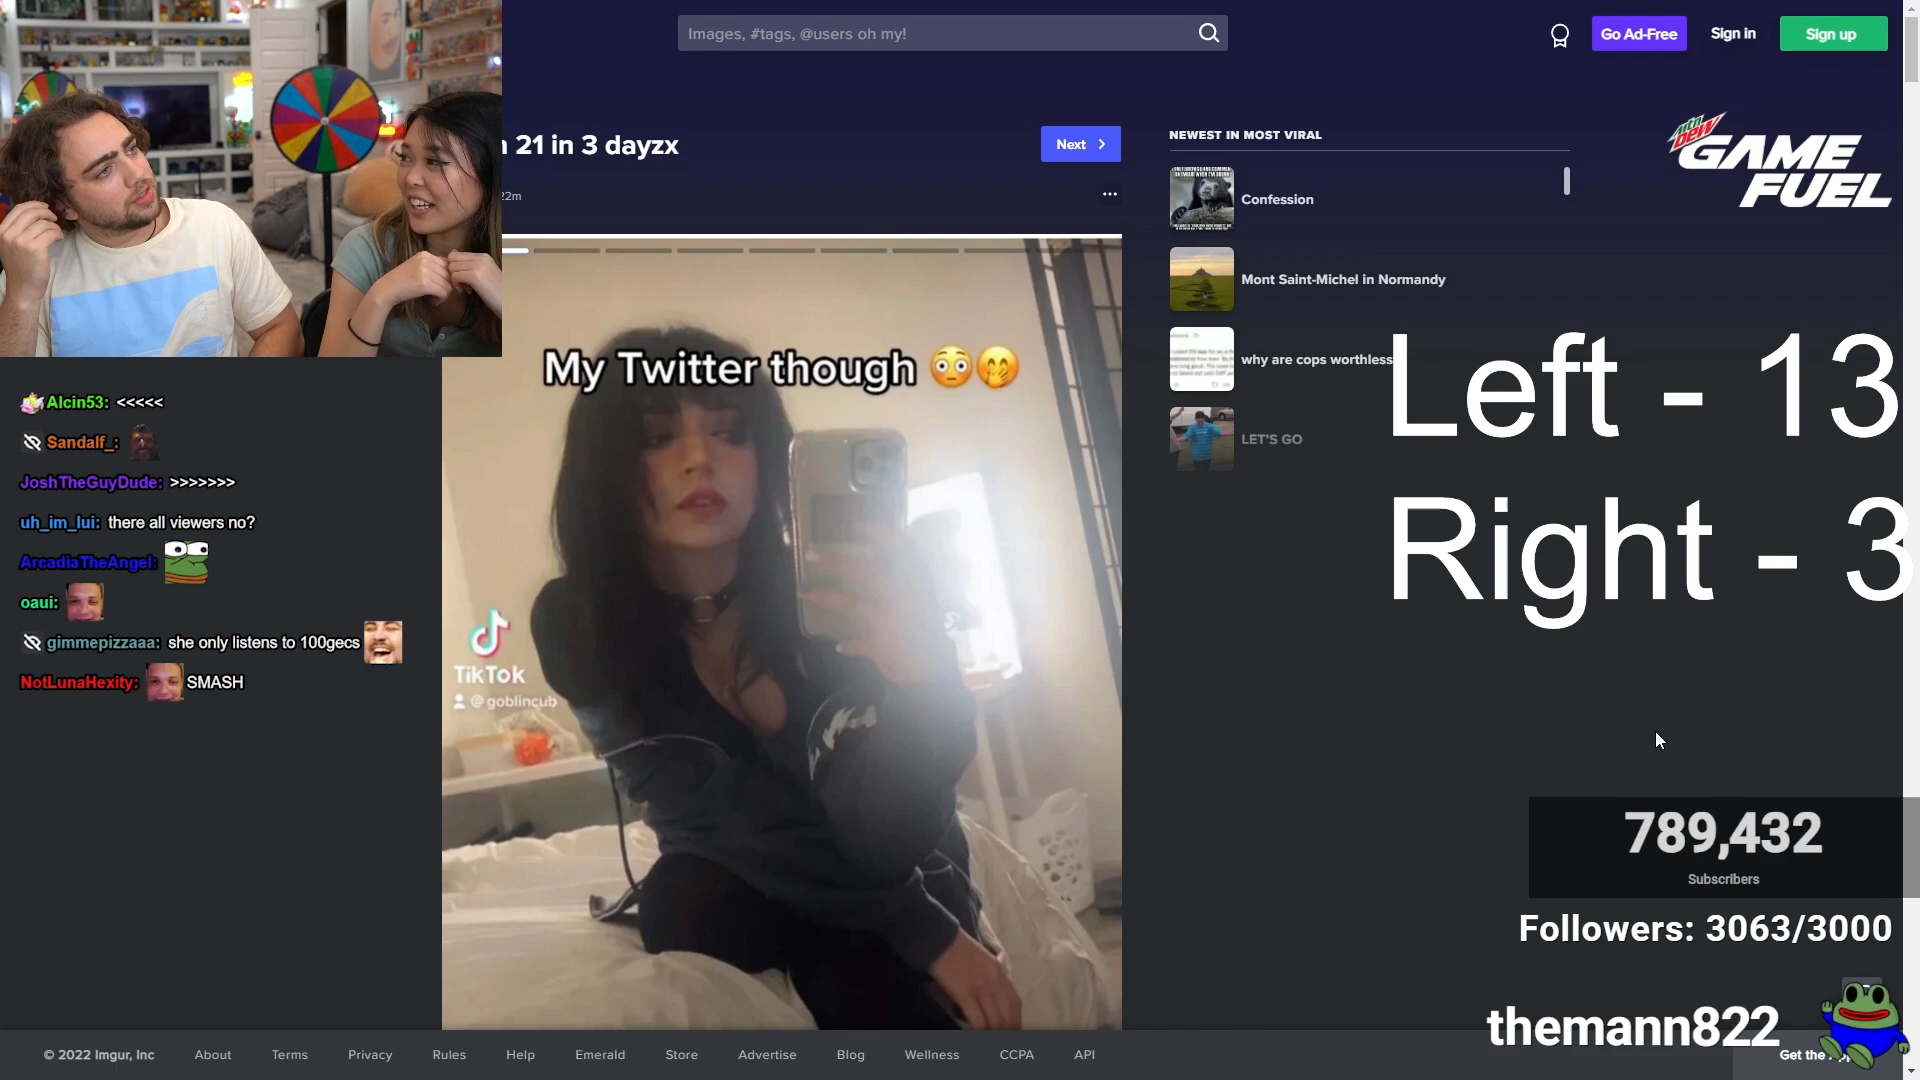 Images, #tags, @users oh my!
Go Ad-Free
Sign in
Sign up
21 in 3 dayzx
22m
Next
NEWEST IN MOST VIRAL
Confession
Mont Saint-Michel in Normandy
why are cops worthless
LET'S GO
mtn DEW
GAME
FUEL
Left - 13
Right - 3
My Twitter though 😳🤭
TikTok
@goblincub
Alcin53: <<<<<
Sandalf_:
JoshTheGuyDude: >>>>>>>
uh_im_lui: there all viewers no?
ArcadiaTheAngel:
oaui:
gimmepizzaaa: she only listens to 100gecs
NotLunaHexity: SMASH
789,432
Subscribers
Followers: 3063/3000
themann822
© 2022 Imgur, Inc
About
Terms
Privacy
Rules
Help
Emerald
Store
Advertise
Blog
Wellness
CCPA
API
Get the